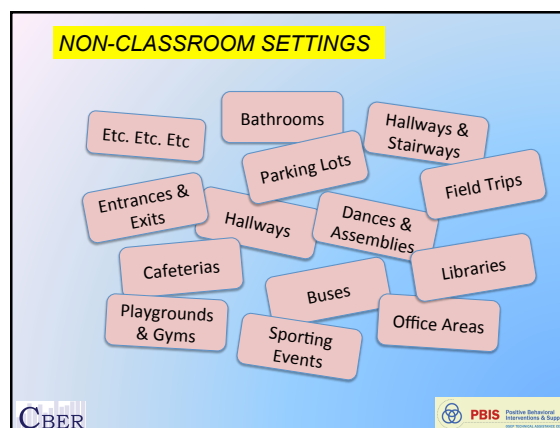 NON-CLASSROOM SETTINGS
Bathrooms
Hallways &
Stairways
Etc. Etc. Etc
Parking Lots
Field Trips
Entrances &
Exits
Hallways
Dances &
Assemblies
Cafeterias
Libraries
Buses
Playgrounds
& Gyms
Sporting
Events
Office Areas
CBER
PBIS
Positive Behavioral
Interventions & Supp